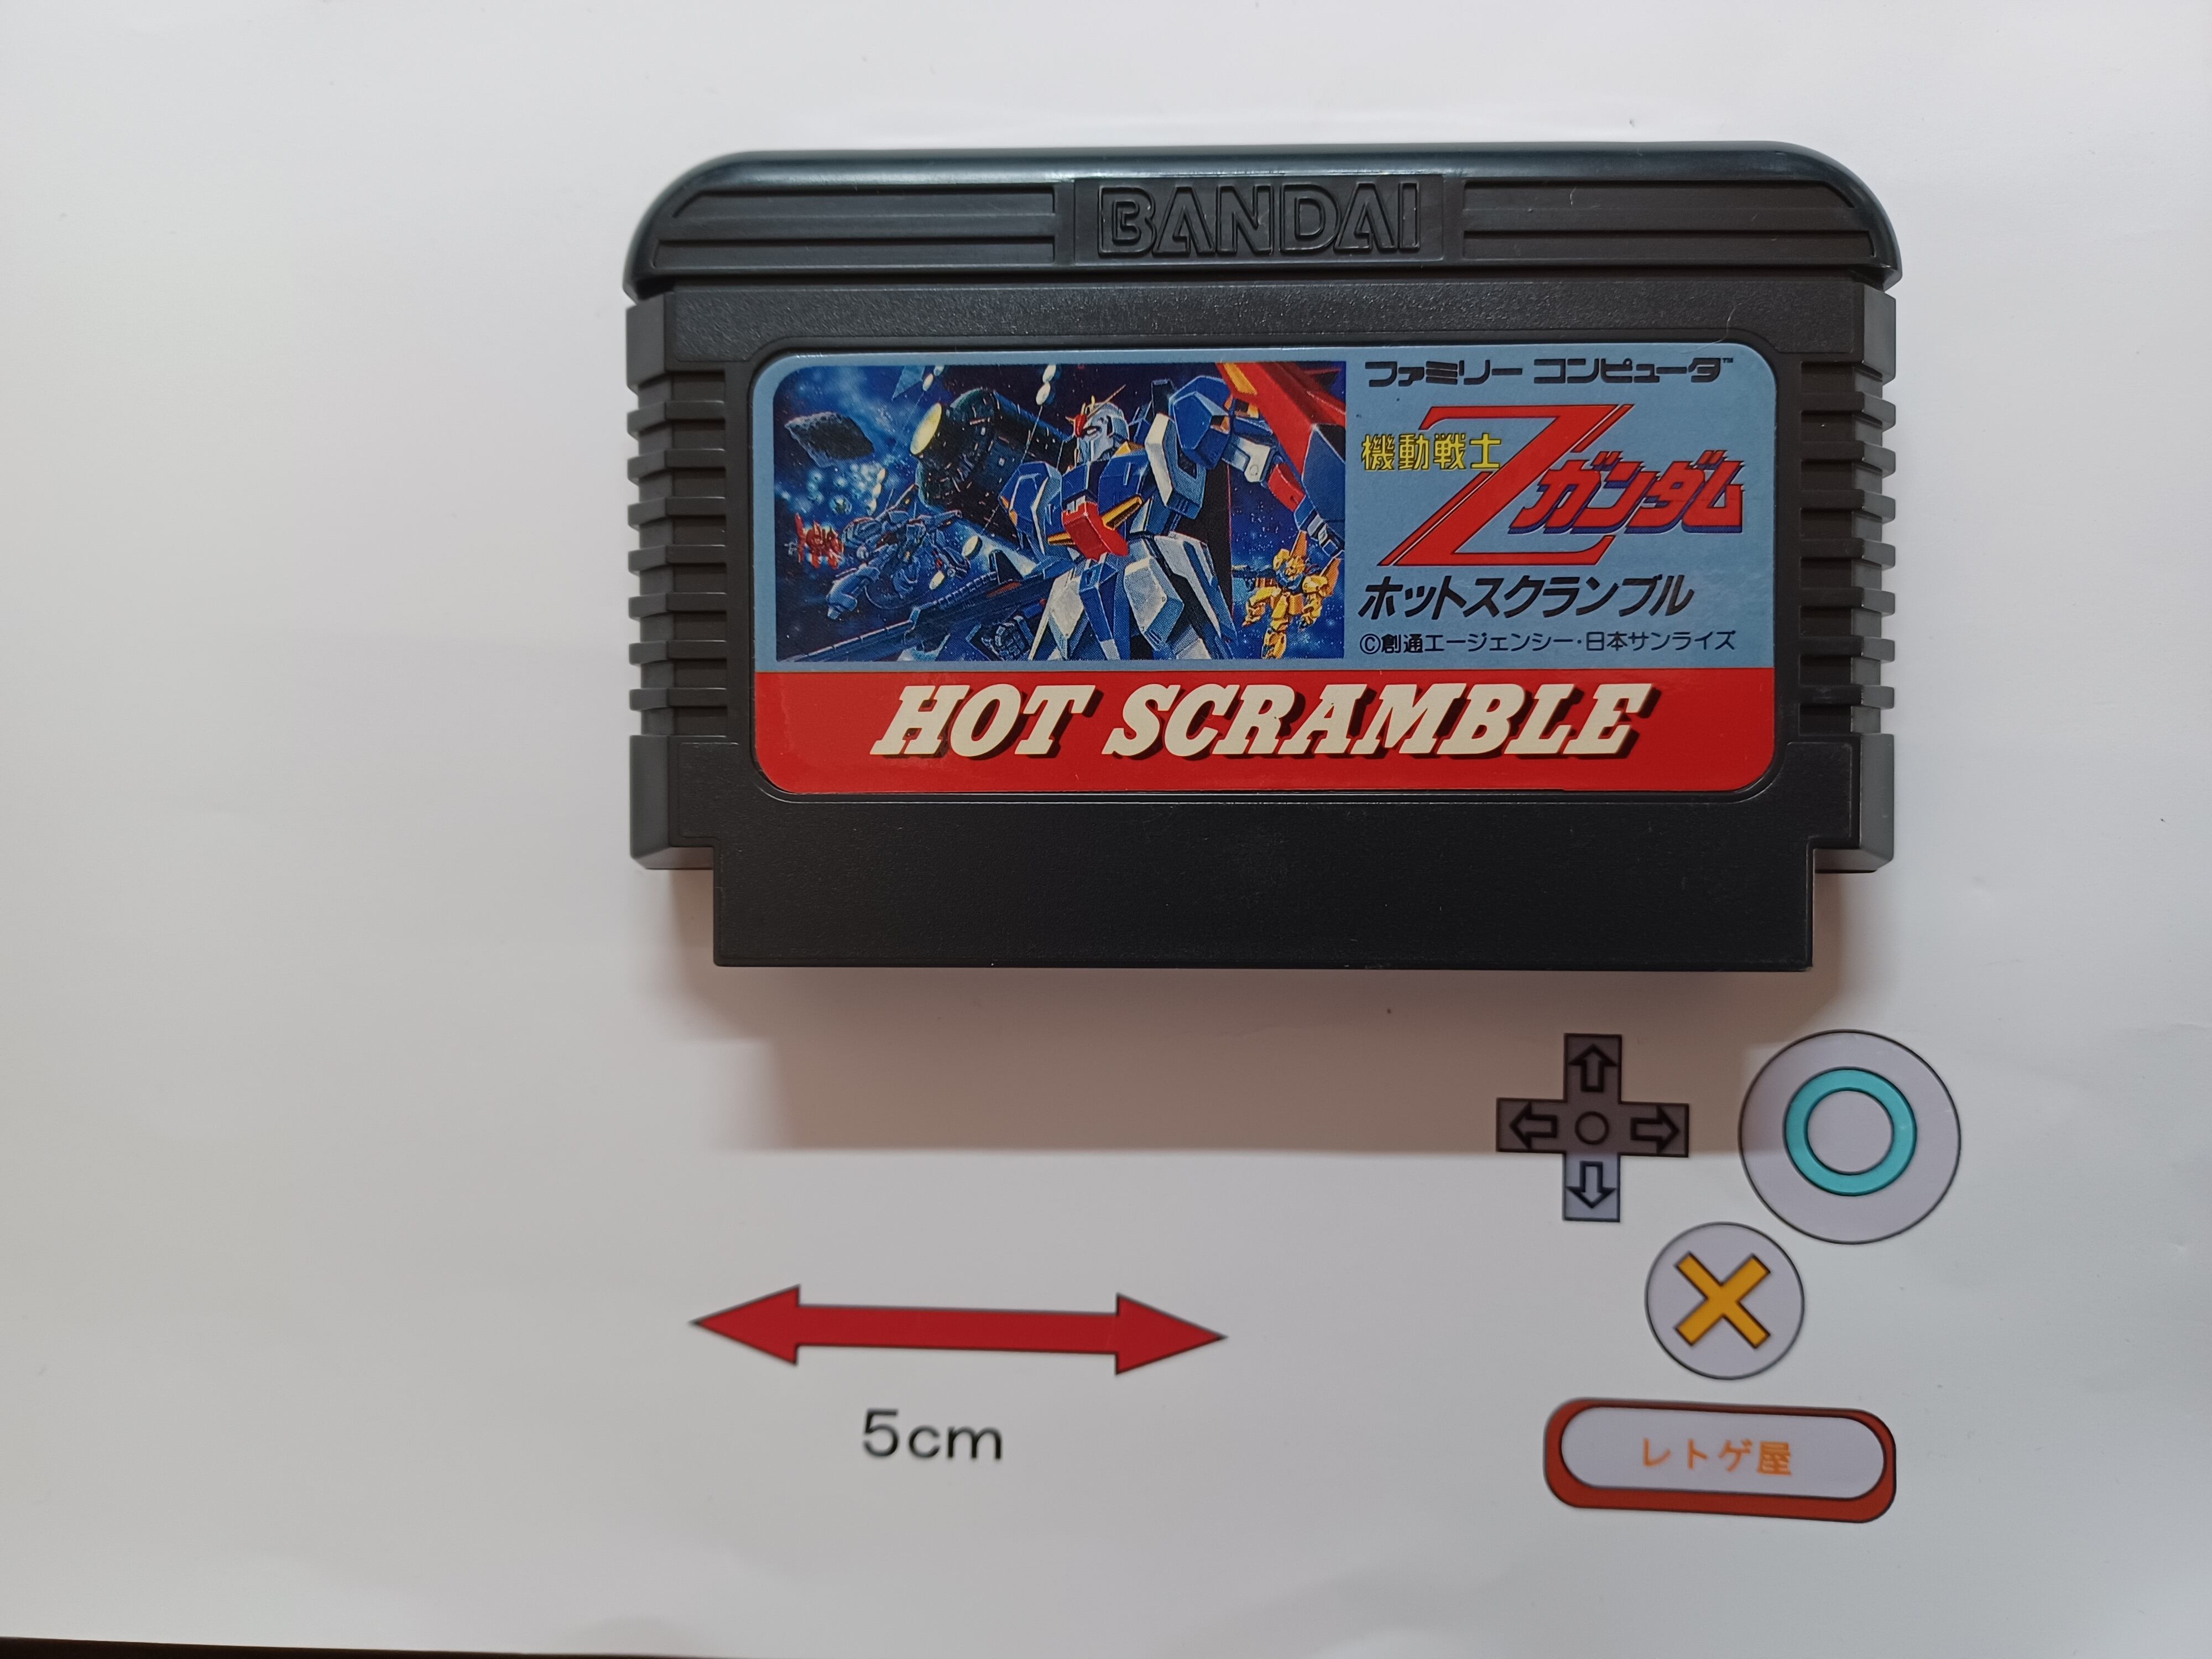 BANDAI
ファミリー コンピュータ™
機動戦士
Zガンダム
ホットスクランブル
©創通エージェンシー・日本サンライズ
HOT SCRAMBLE
5cm
レトゲ屋